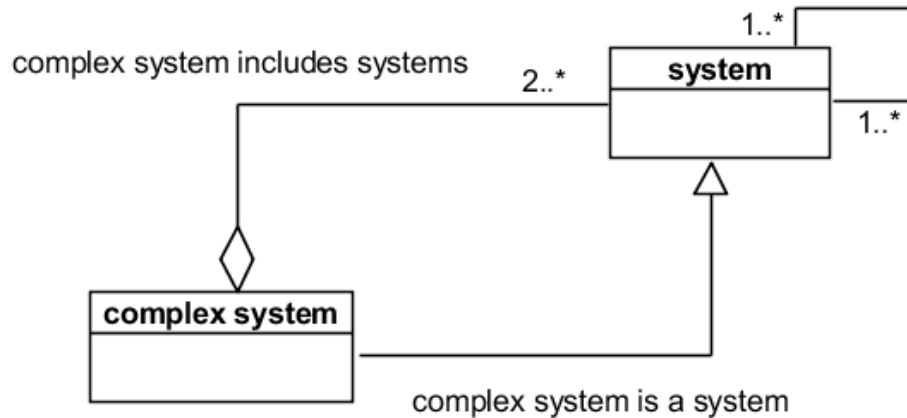 1..*
complex system includes systems
system
2..*
1..*
complex system
complex system is a system